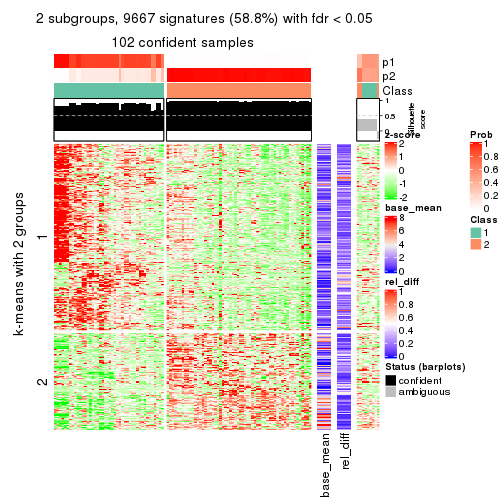 2 subgroups, 9667 signatures (58.8%) with fdr < 0.05
102 confident samples
p1
p2
Class
1
0.5
0
Silhouette
score
k-means with 2 groups
1
2
base_mean
rel_diff
z-score
2
1
0
-1
-2
base_mean
8
6
4
2
0
rel_diff
1
0.8
0.6
0.4
0.2
0
Status (barplots)
confident
ambiguous
Prob
1
0.8
0.6
0.4
0.2
0
Class
1
2